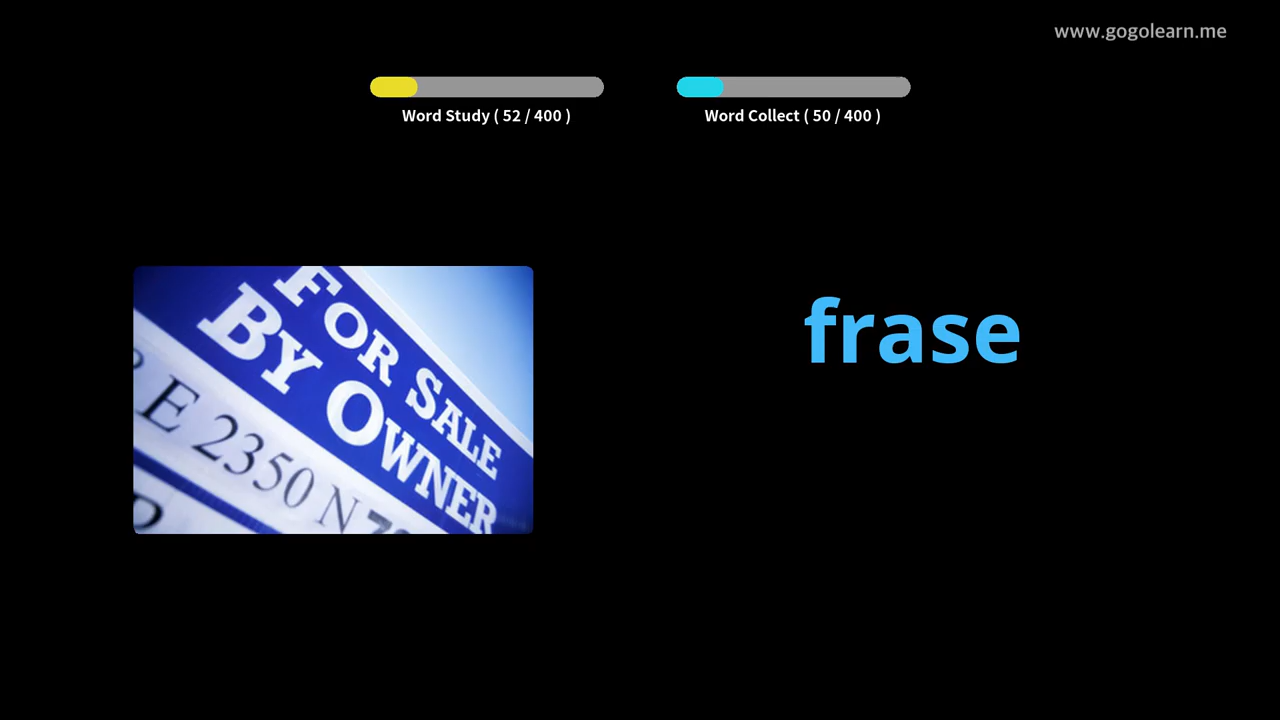 www.gogolearn.me
Word Study ( 52 / 400 )
Word Collect ( 50 / 400 )
FOR SALE
BY OWNER
E 2350 N
frase